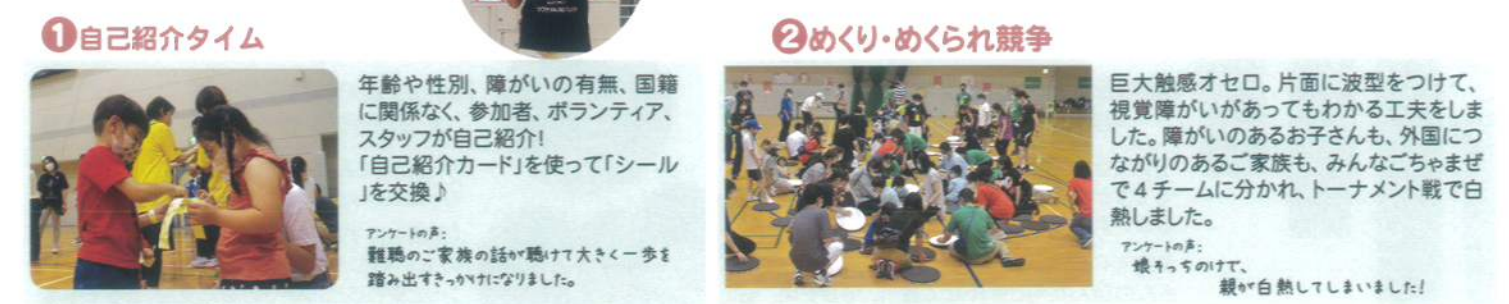 ❶自己紹介タイム
年齢や性別、障がいの有無、国籍
に関係なく、参加者、ボランティア、
スタッフが自己紹介!
「自己紹介カード」を使って「シール
」を交換♪
アンケートの声:
難聴のご家族の話が聴けて大きく一歩を
踏み出すきっかけになりました。
❷めくり・めくられ競争
巨大触感オセロ。片面に波型をつけて、
視覚障がいがあってもわかる工夫をしま
した。障がいのあるお子さんも、外国につ
ながりのあるご家族も、みんなごちゃまぜ
で4チームに分かれ、トーナメント戦で白
熱しました。
アンケートの声:
娘そっちのけで、
親が白熱してしまいました!